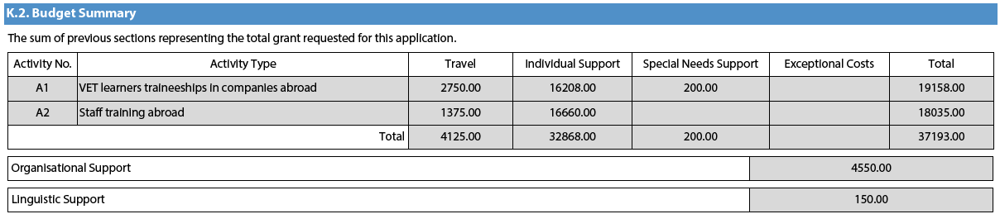 K.2. Budget Summary
The sum of previous sections representing the total grant requested for this application.
Activity No. Activity Type Travel Individual Support Special Needs Support Exceptional Costs Total
A1 VET learners traineeships in companies abroad 2750.00 16208.00 200.00 19158.00
A2 Staff training abroad 1375.00 16660.00 18035.00
Total 4125.00 32868.00 200.00 37193.00
Organisational Support 4550.00
Linguistic Support 150.00